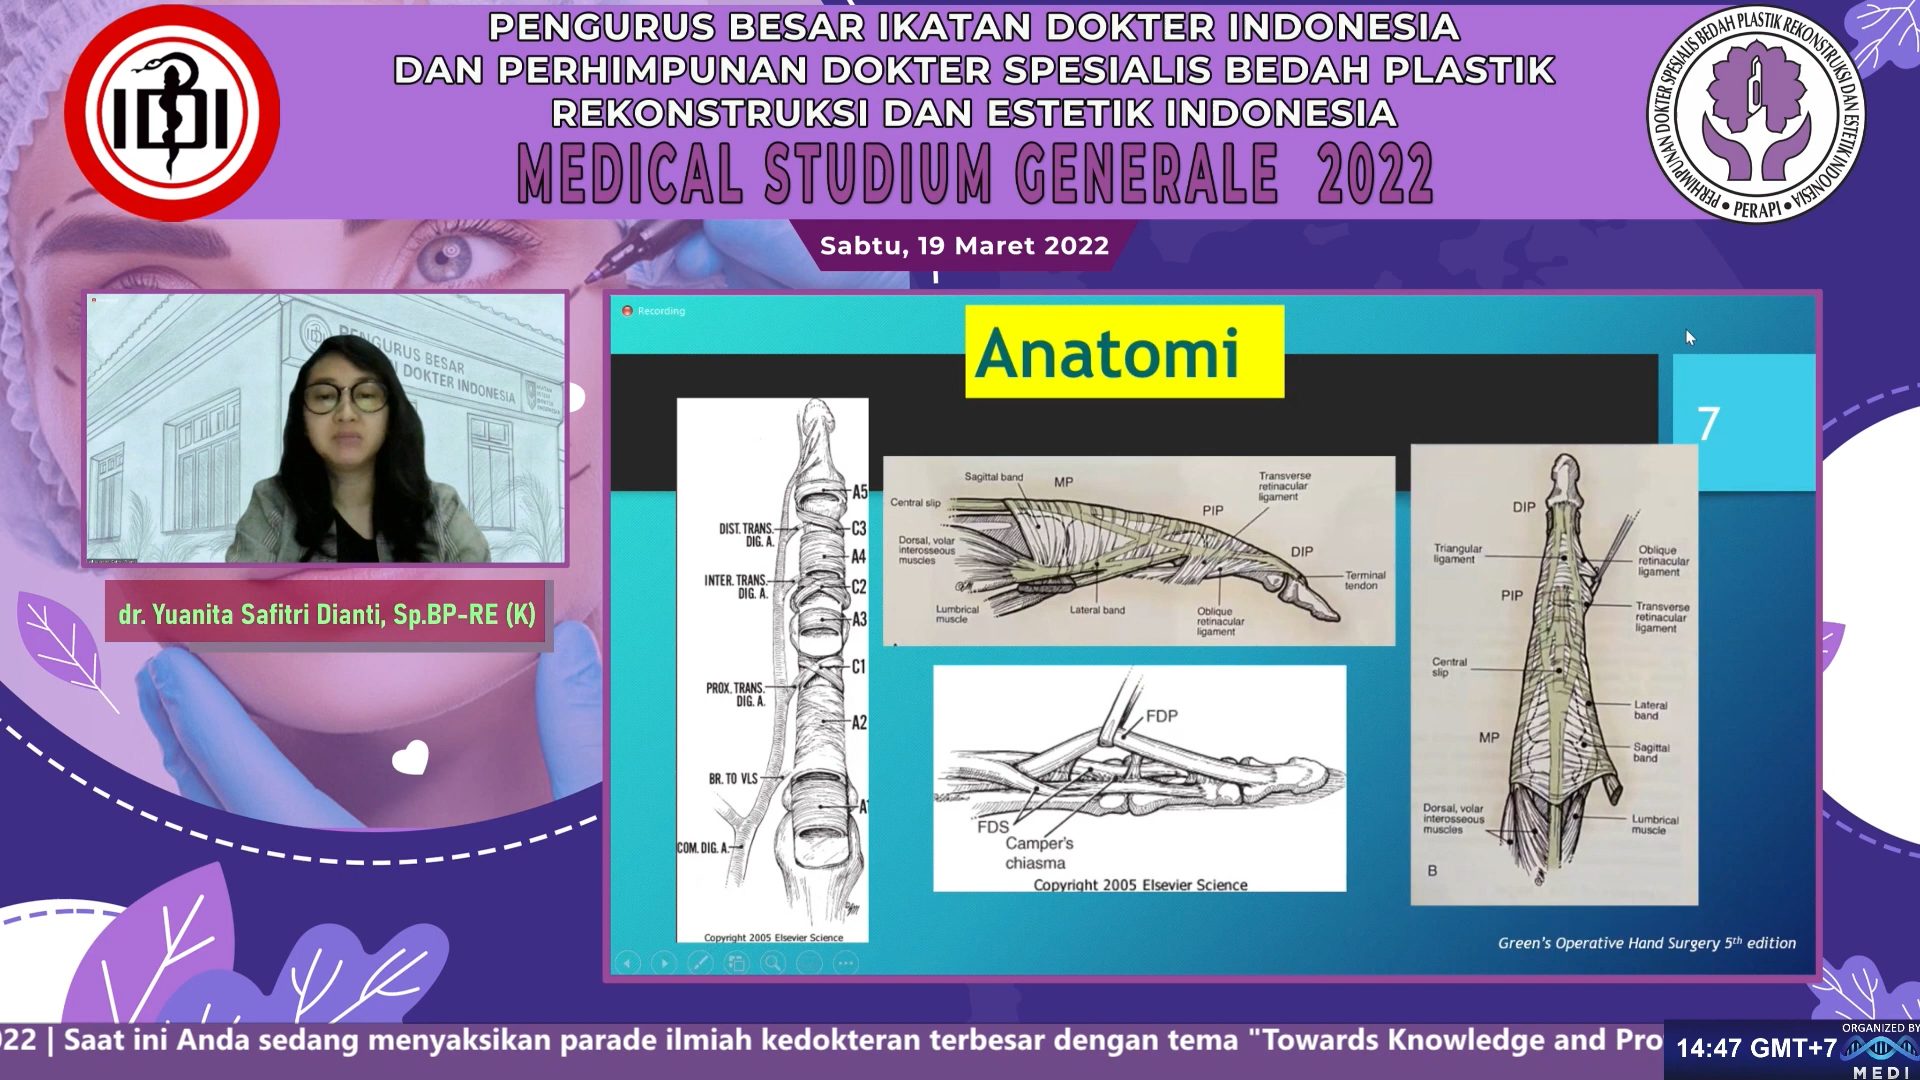 PENGURUS BESAR IKATAN DOKTER INDONESIA
DAN PERHIMPUNAN DOKTER SPESIALIS BEDAH PLASTIK
REKONSTRUKSI DAN ESTETIK INDONESIA
MEDICAL STUDIUM GENERALE 2022
Sabtu, 19 Maret 2022
IDI
PERHIMPUNAN DOKTER SPESIALIS BEDAH PLASTIK REKONSTRUKSI DAN ESTETIK INDONESIA
• PERAPI •
PENGURUS BESAR
DOKTER INDONESIA
dr. Yuanita Safitri Dianti, Sp.BP-RE (K)
Recording
Anatomi
7
A5
C3
DIST. TRANS.
DIG. A.
A4
INTER. TRANS.
DIG. A.
C2
A3
C1
PROX. TRANS.
DIG. A.
A2
BR. TO VLS
A1
COM. DIG. A.
Copyright 2005 Elsevier Science
Sagittal band
MP
Transverse
retinacular
ligament
Central slip
PIP
Dorsal, volar
interosseous
muscles
DIP
Terminal
tendon
Lumbrical
muscle
Lateral band
Oblique
retinacular
ligament
FDP
FDS
Camper's
chiasma
Copyright 2005 Elsevier Science
DIP
Triangular
ligament
Oblique
retinacular
ligament
PIP
Transverse
retinacular
ligament
Central
slip
Lateral
band
MP
Sagittal
band
Dorsal, volar
interosseous
muscles
Lumbrical
muscle
B
Green's Operative Hand Surgery 5th edition
022 | Saat ini Anda sedang menyaksikan parade ilmiah kedokteran terbesar dengan tema "Towards Knowledge and Pro
14:47 GMT+7
ORGANIZED BY
MEDI